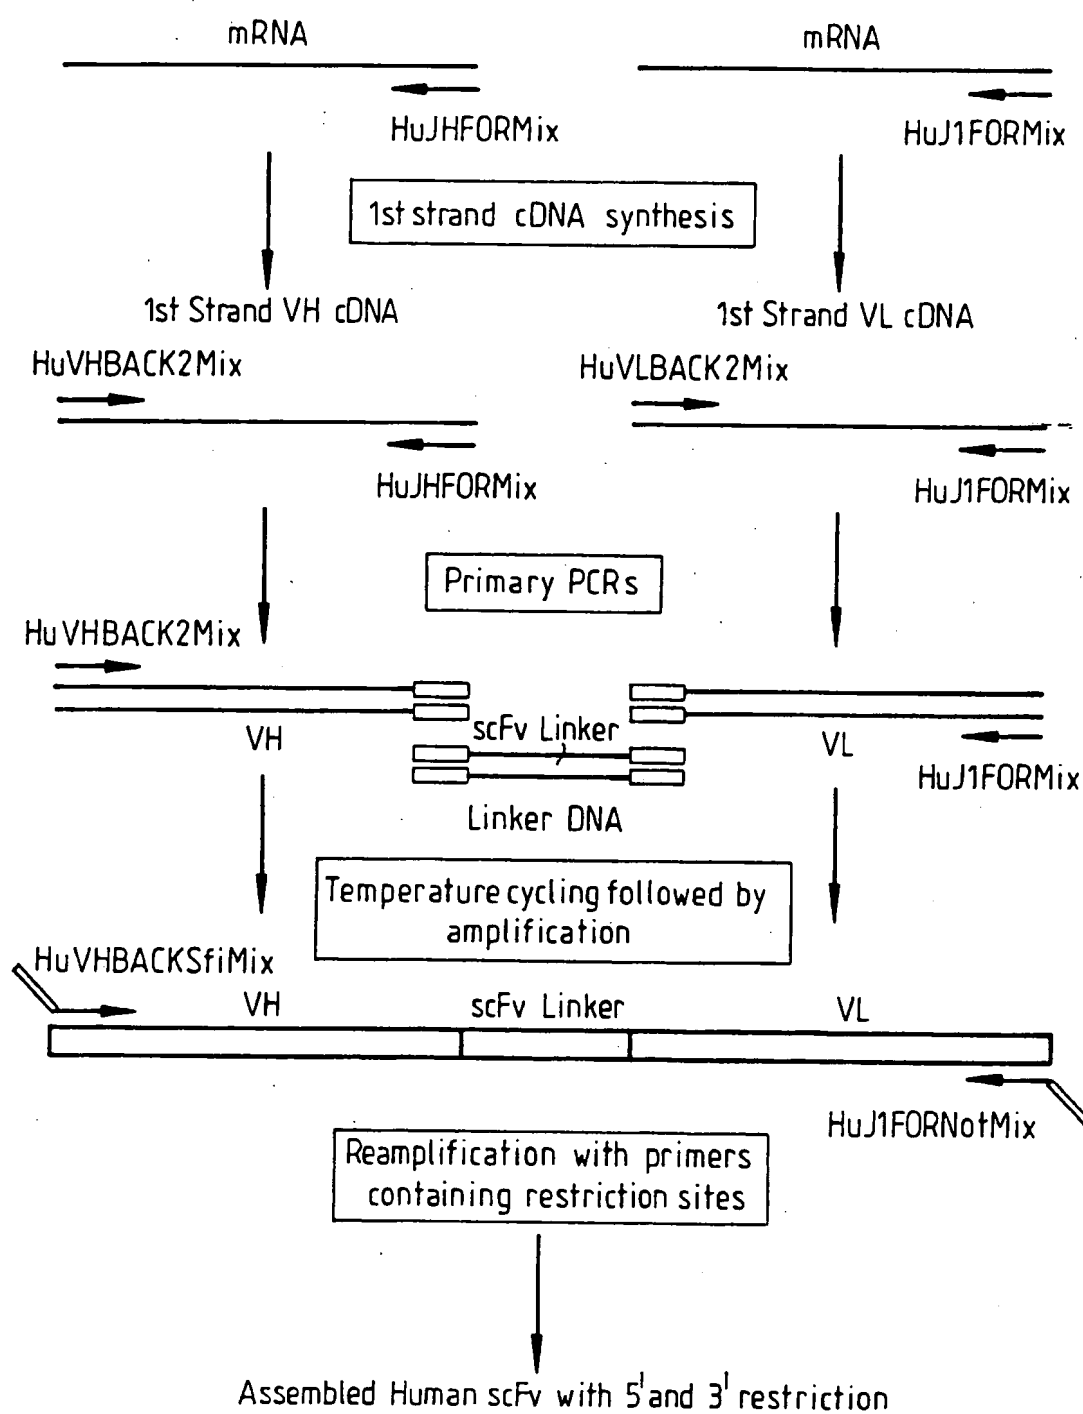 mRNA
mRNA
HuJHFORMix
HuJ1FORMix
1st strand cDNA synthesis
1st Strand VH cDNA
1st Strand VL cDNA
HuVHBACK2Mix
HuVLBACK2Mix
HuJHFORMix
HuJ1FORMix
Primary PCRs
HuVHBACK2Mix
VH
scFv Linker
VL
HuJ1FORMix
Linker DNA
Temperature cycling followed by
amplification
HuVHBACKSfiMix
VH
scFv Linker
VL
HuJ1FORNotMix
Reamplification with primers
containing restriction sites
Assembled Human scFv with 5' and 3' restriction